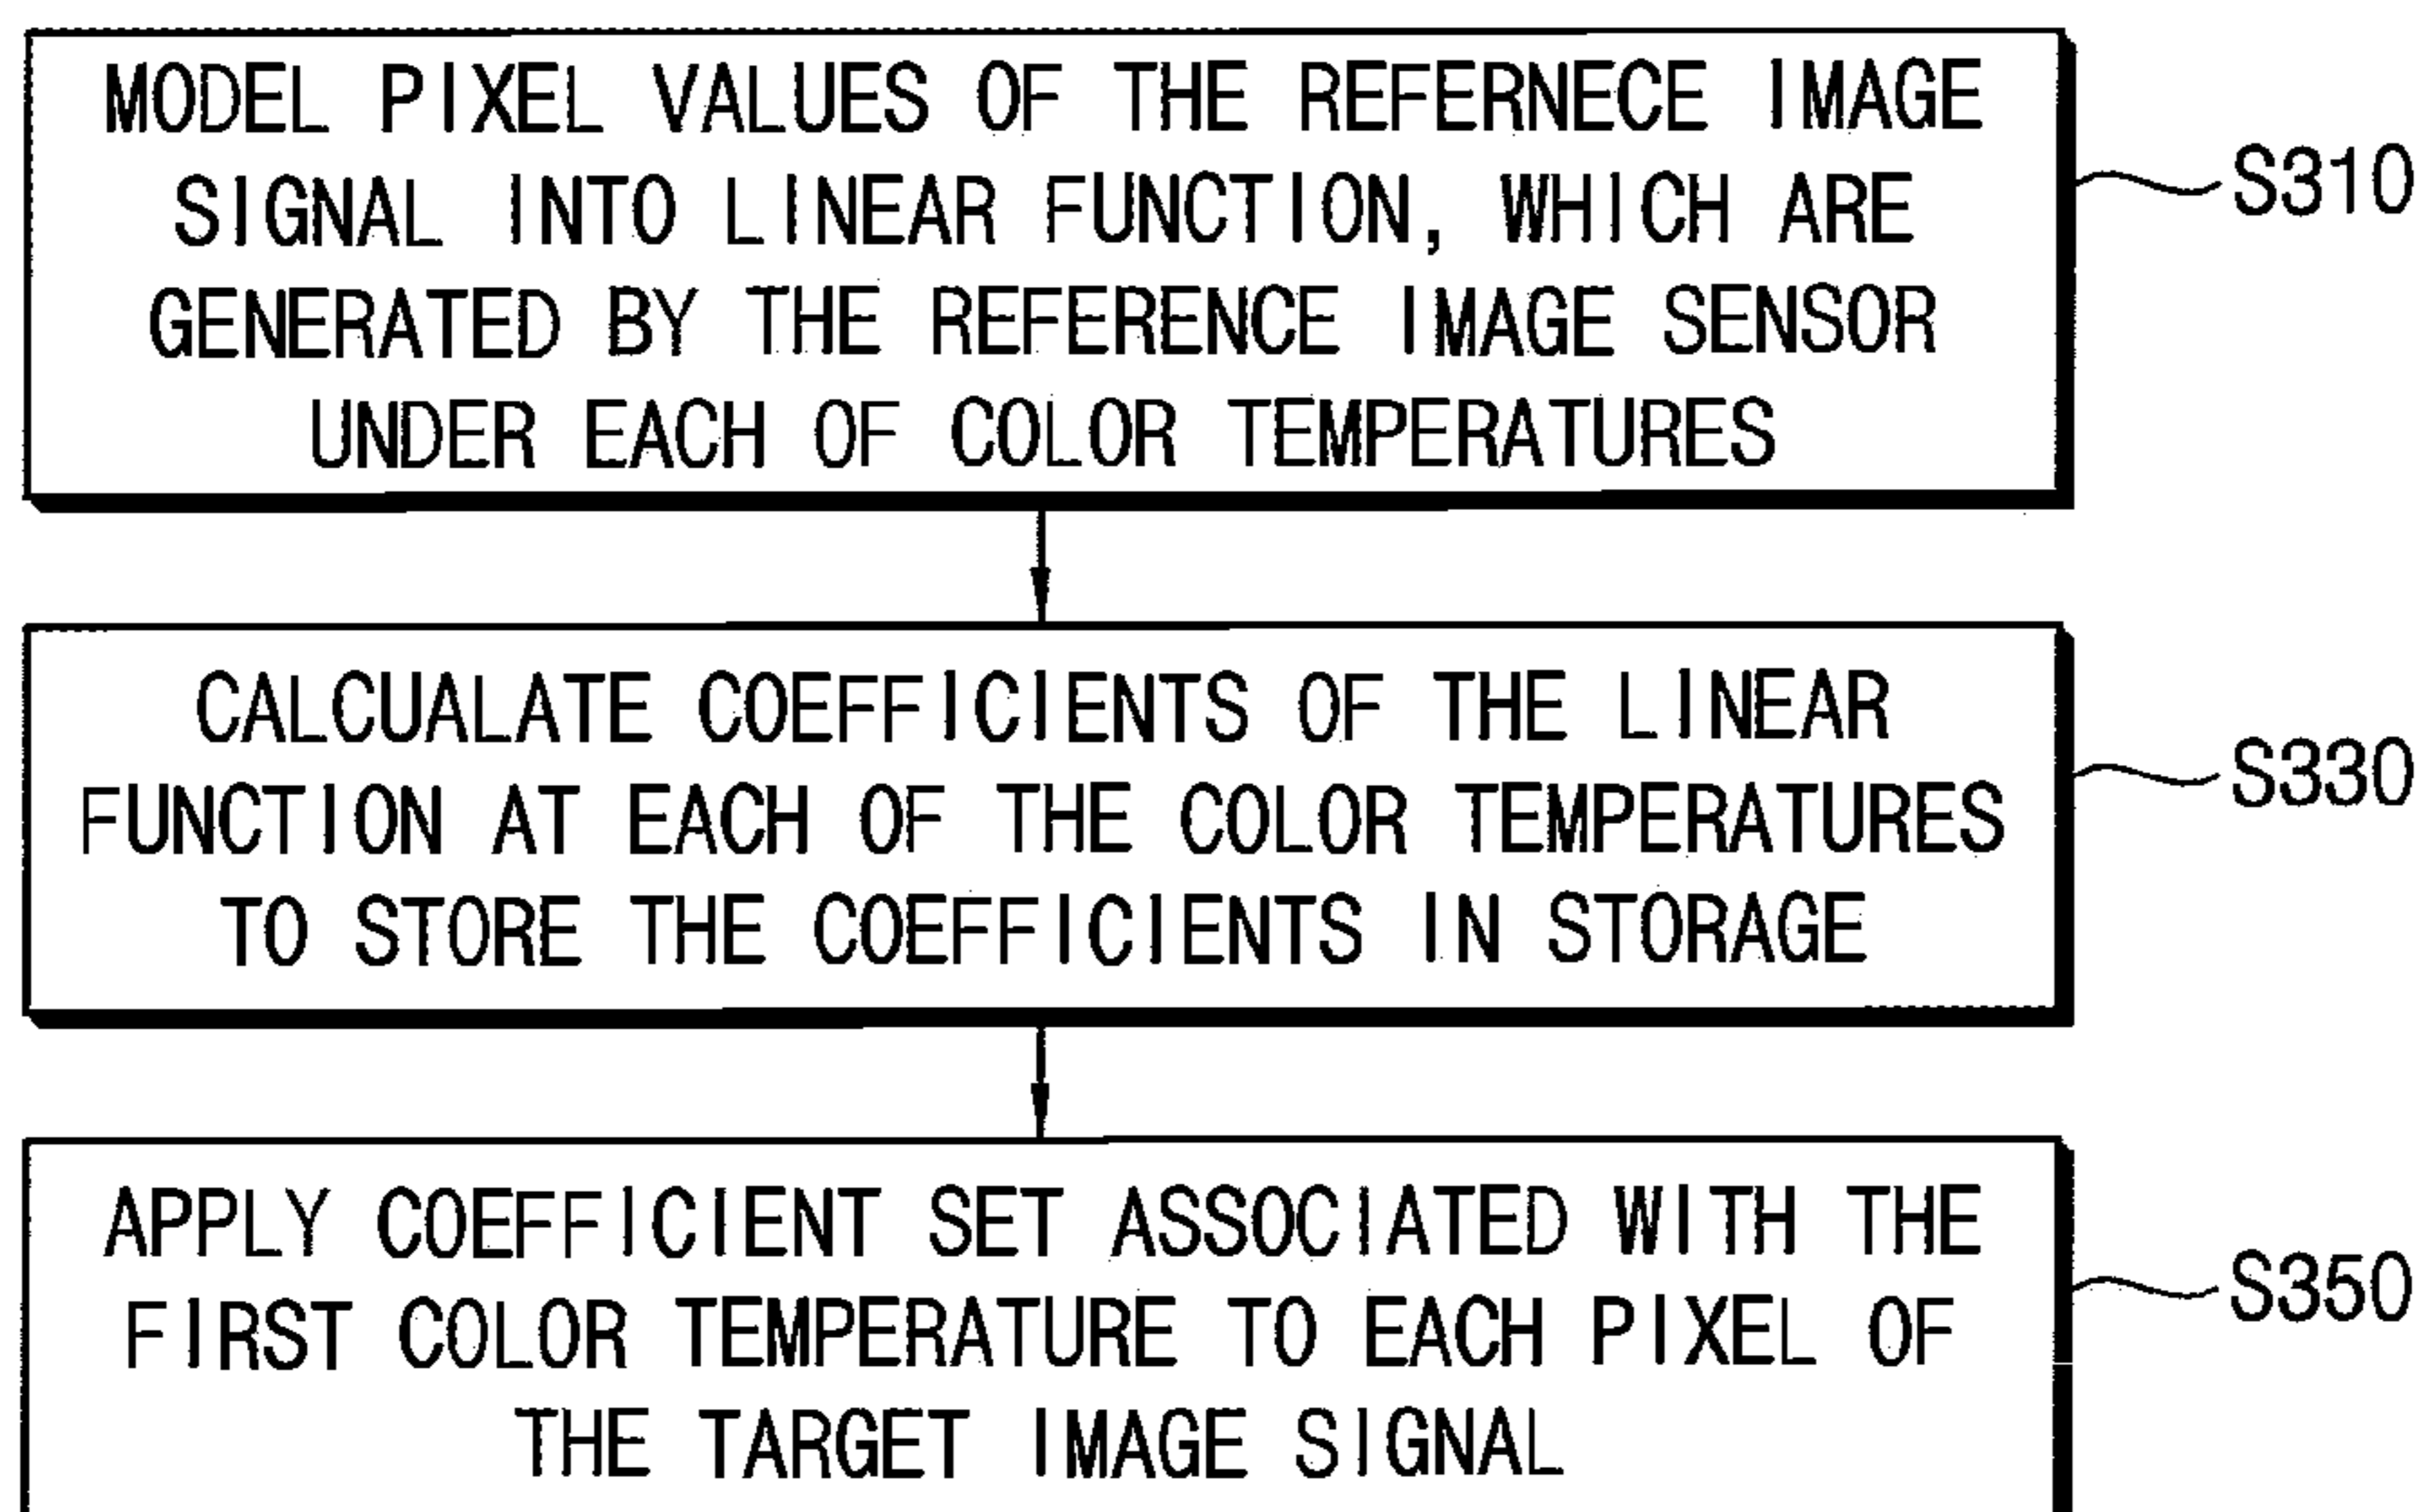 MODEL PIXEL VALUES OF THE REFERNECE IMAGE
SIGNAL INTO LINEAR FUNCTION, WHICH ARE
GENERATED BY THE REFERENCE IMAGE SENSOR
UNDER EACH OF COLOR TEMPERATURES
S310
CALCUALATE COEFFICIENTS OF THE LINEAR
FUNCTION AT EACH OF THE COLOR TEMPERATURES
TO STORE THE COEFFICIENTS IN STORAGE
S330
APPLY COEFFICIENT SET ASSOCIATED WITH THE
FIRST COLOR TEMPERATURE TO EACH PIXEL OF
THE TARGET IMAGE SIGNAL
S350